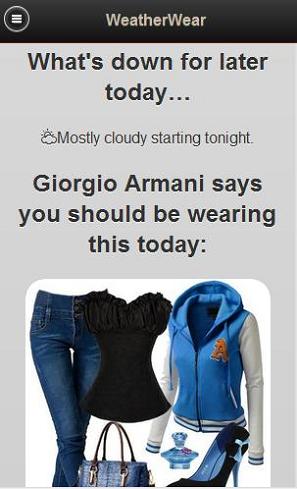 WeatherWear
What's down for later
today…
Mostly cloudy starting tonight.
Giorgio Armani says
you should be wearing
this today:
A